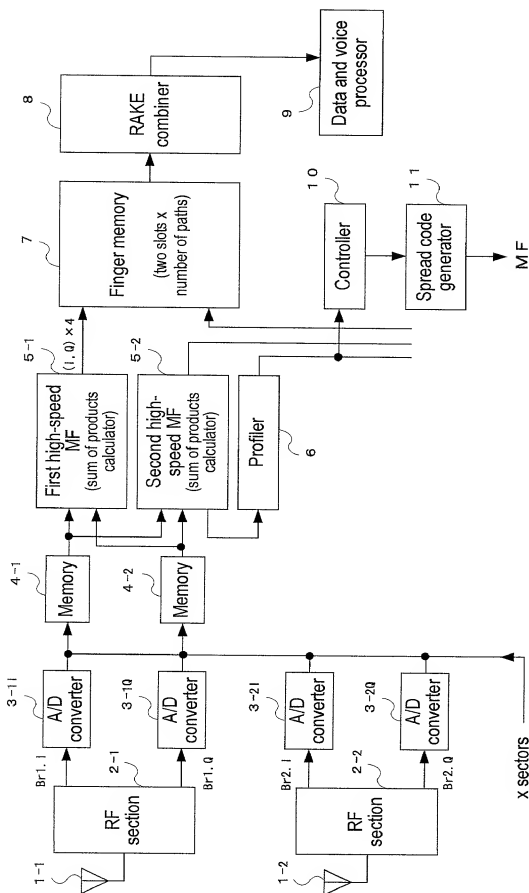 1-1
RF
section
2-1
Br1. I
Br1. Q
3-1I
A/D
converter
3-1Q
A/D
converter
1-2
RF
section
2-2
Br2. I
Br2. Q
3-2I
A/D
converter
3-2Q
A/D
converter
x sectors
4-1
Memory
4-2
Memory
5-1
First high-speed
MF
(sum of products
calculator)
(I, Q) × 4
5-2
Second high-
speed MF
(sum of products
calculator)
Profiler
6
7
Finger memory
(two slots x
number of paths)
8
RAKE
combiner
9
Data and voice
processor
10
Controller
11
Spread code
generator
MF